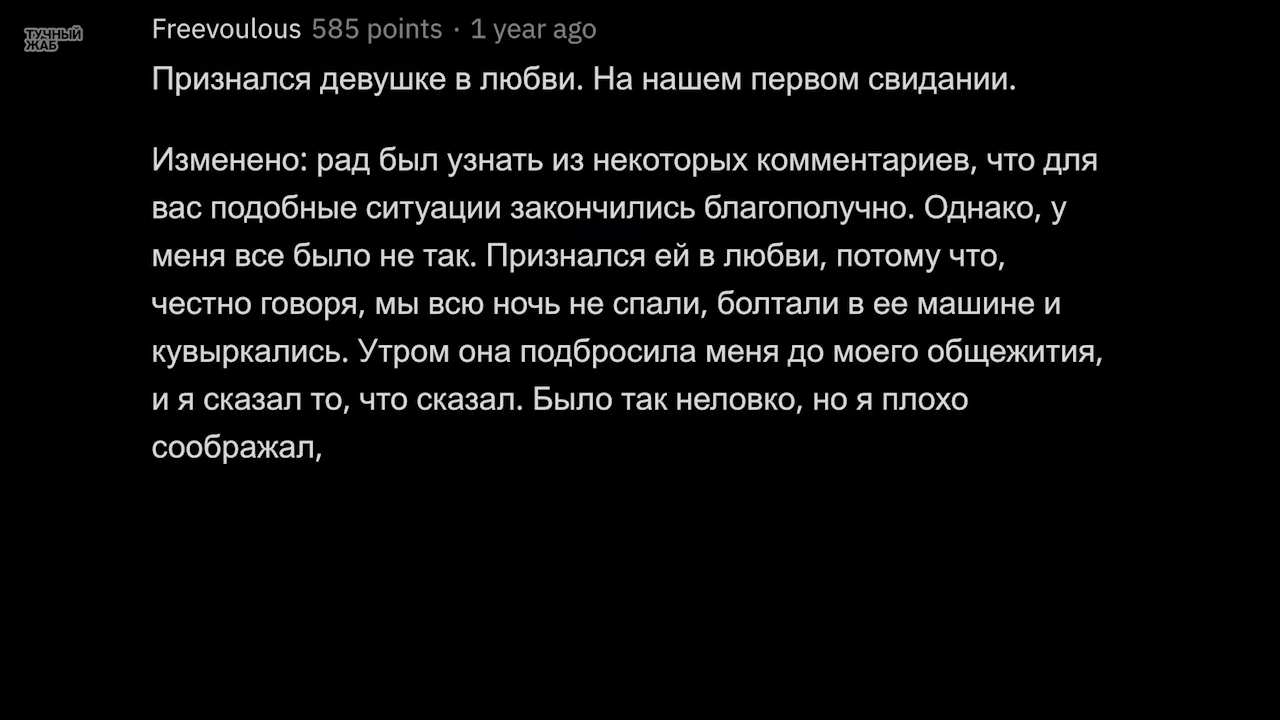 ТУЧНЫЙ
ЖАБ
Freevoulous 585 points · 1 year ago
Признался девушке в любви. На нашем первом свидании.
Изменено: рад был узнать из некоторых комментариев, что для
вас подобные ситуации закончились благополучно. Однако, у
меня все было не так. Признался ей в любви, потому что,
честно говоря, мы всю ночь не спали, болтали в ее машине и
кувыркались. Утром она подбросила меня до моего общежития,
и я сказал то, что сказал. Было так неловко, но я плохо
соображал,